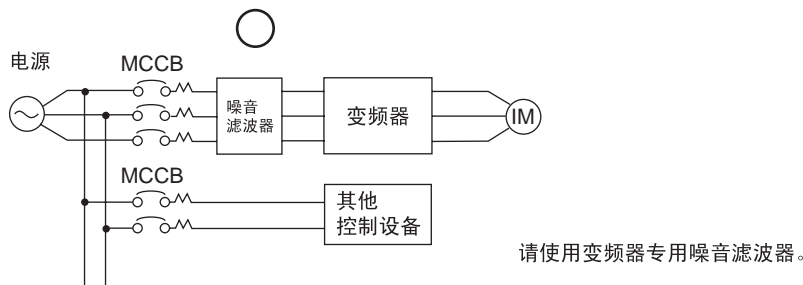 电源
MCCB
噪音
滤波器
变频器
IM
MCCB
其他
控制设备
请使用变频器专用噪音滤波器。